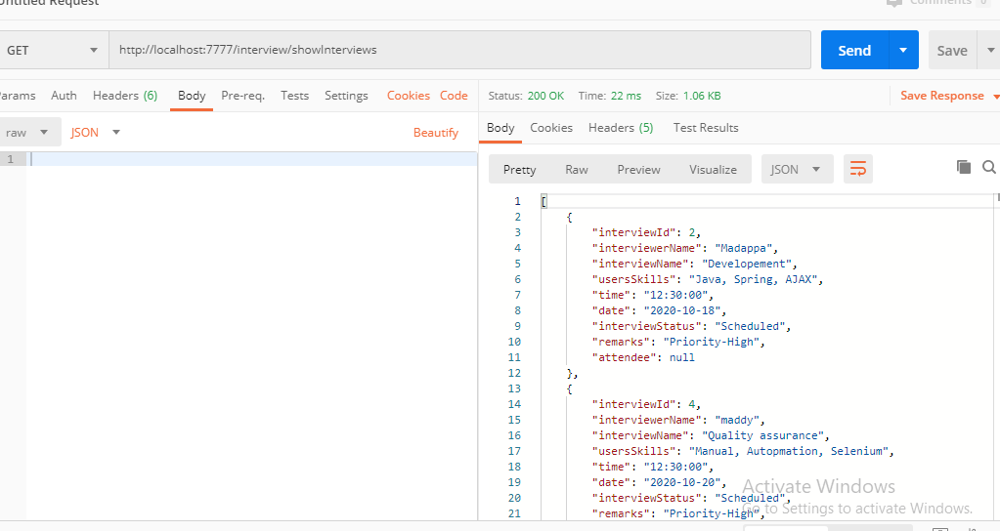 Untitled Request
Comments 0
GET
http://localhost:7777/interview/showInterviews
Send
Save
Params Auth Headers (6) Body Pre-req. Tests Settings Cookies Code
Status: 200 OK Time: 22 ms Size: 1.06 KB Save Response
raw JSON Beautify
Body Cookies Headers (5) Test Results
1
Pretty Raw Preview Visualize JSON
1 [
2 {
3 "interviewId": 2,
4 "interviewerName": "Madappa",
5 "interviewName": "Developement",
6 "usersSkills": "Java, Spring, AJAX",
7 "time": "12:30:00",
8 "date": "2020-10-18",
9 "interviewStatus": "Scheduled",
10 "remarks": "Priority-High",
11 "attendee": null
12 },
13 {
14 "interviewId": 4,
15 "interviewerName": "maddy",
16 "interviewName": "Quality assurance",
17 "usersSkills": "Manual, Autopmation, Selenium",
18 "time": "12:30:00",
19 "date": "2020-10-20",
20 "interviewStatus": "Scheduled",
21 "remarks": "Priority-High",
Activate Windows
Go to Settings to activate Windows.